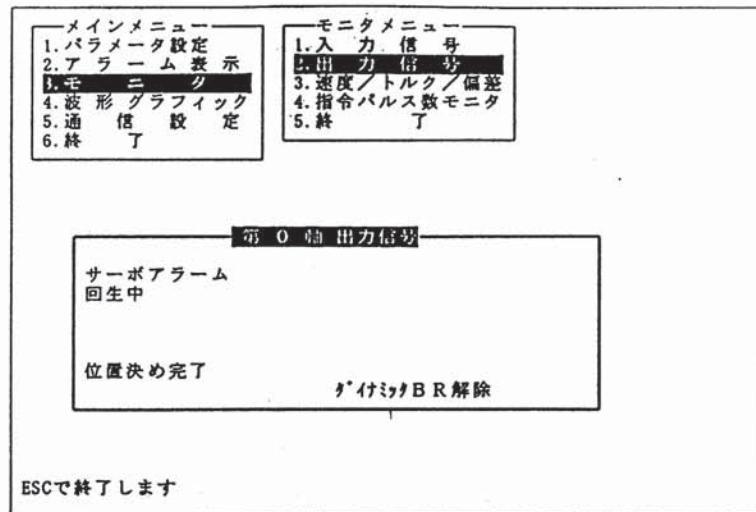 メインメニュー
1.パラメータ設定
2.アラーム表示
3.モニタ
4.波形グラフィック
5.通信設定
6.終了
モニタメニュー
1.入力信号
2.出力信号
3.速度／トルク／偏差
4.指令パルス数モニタ
5.終了
第0軸 出力信号
サーボアラーム
回生中
位置決め完了
ﾀﾞｲﾅﾐｯｸBR解除
ESCで終了します